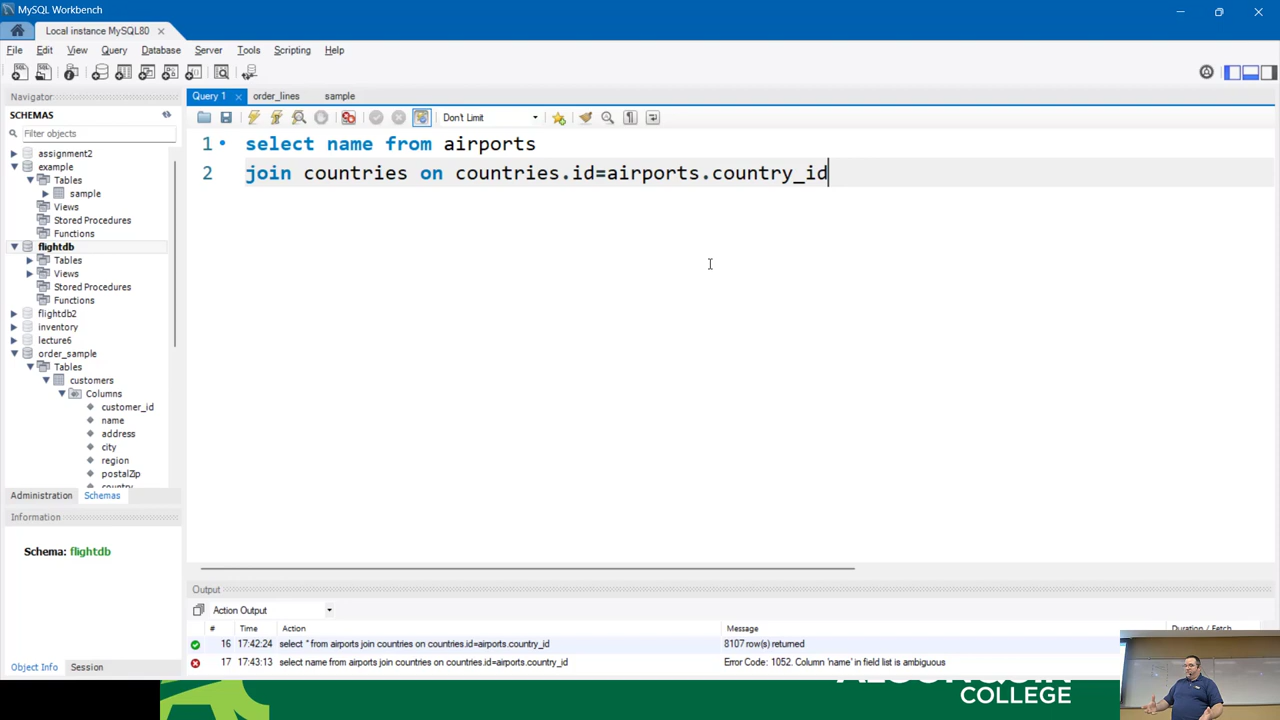 MySQL Workbench
Local instance MySQL80
File Edit View Query Database Server Tools Scripting Help
Navigator
SCHEMAS
Filter objects
assignment2
example
Tables
sample
Views
Stored Procedures
Functions
flightdb
Tables
Views
Stored Procedures
Functions
flightdb2
inventory
lecture6
order_sample
Tables
customers
Columns
customer_id
name
address
city
region
postalZip
country
Administration Schemas
Information
Schema: flightdb
Object Info Session
Query 1 order_lines sample
Don't Limit
1 select name from airports
2 join countries on countries.id=airports.country_id
Output
Action Output
# Time Action Message Duration / Fetch
16 17:42:24 select * from airports join countries on countries.id=airports.country_id 8107 row(s) returned
17 17:43:13 select name from airports join countries on countries.id=airports.country_id Error Code: 1052. Column 'name' in field list is ambiguous
ALGONQUIN
COLLEGE